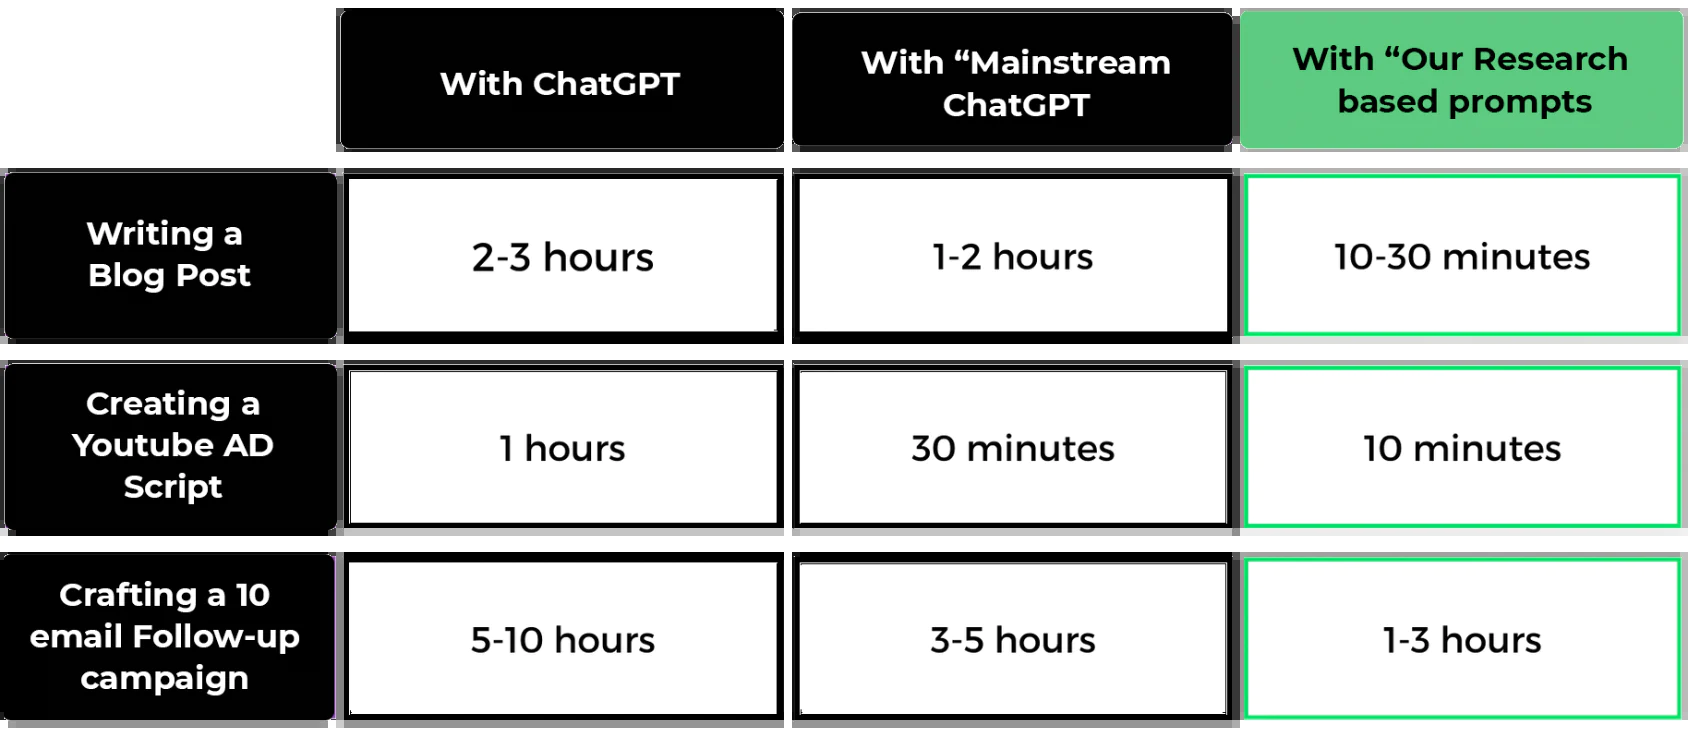 With ChatGPT
With “Mainstream
ChatGPT
With “Our Research
based prompts
Writing a
Blog Post
2-3 hours
1-2 hours
10-30 minutes
Creating a
Youtube AD
Script
1 hours
30 minutes
10 minutes
Crafting a 10
email Follow-up
campaign
5-10 hours
3-5 hours
1-3 hours